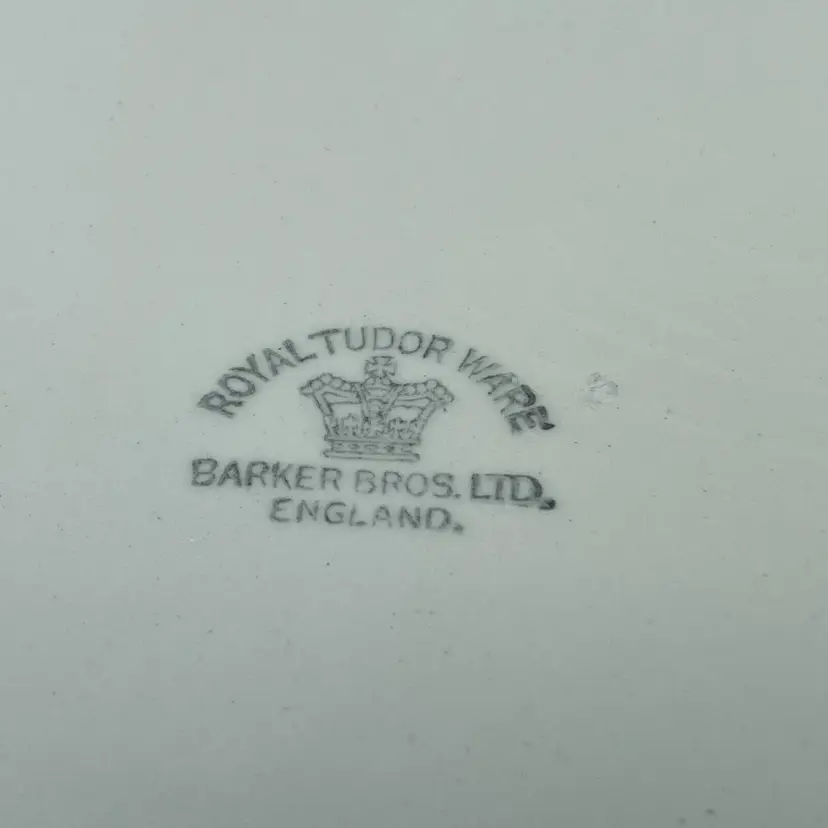 ROYAL TUDOR WARE
BARKER BROS. LTD.
ENGLAND.